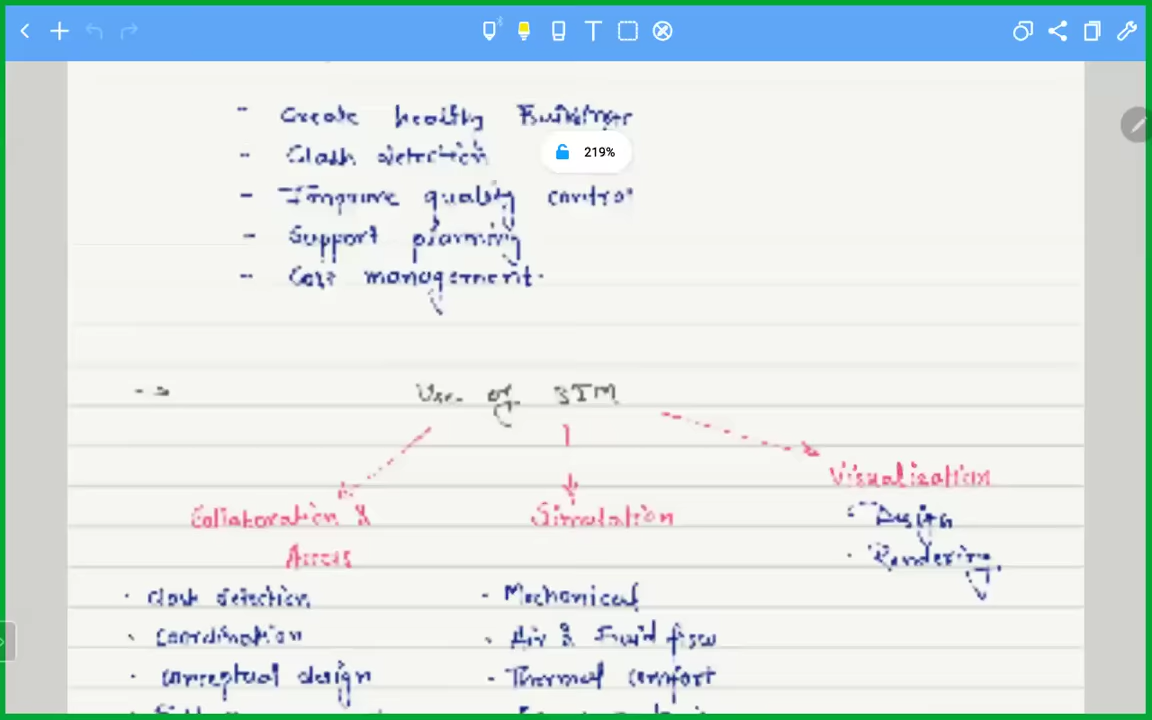 219%
- Create healthy Buildings
- Clash detection
- Improve quality control
- Support planning
- Cost management.
Use of BIM
Collaboration &
Access
Simulation
Visualization
· Design
· Rendering
· Clash detection
· Coordination
· Conceptual design
· Mechanical
· Air & Fluid flow
· Thermal comfort